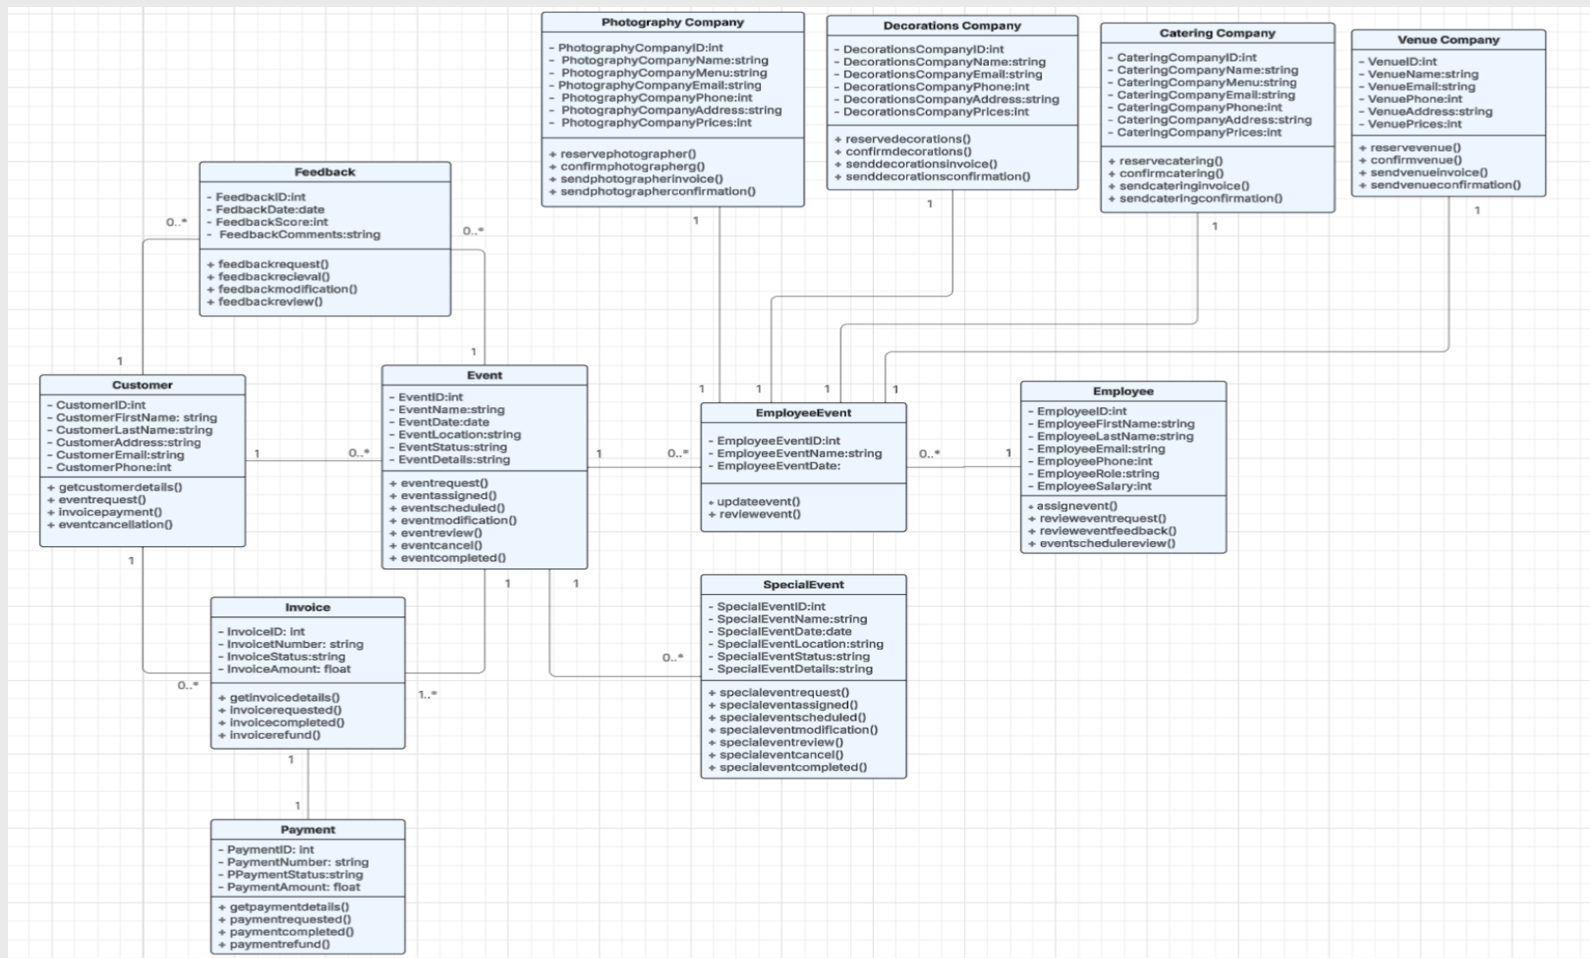 Photography Company
- PhotographyCompanyID:int
- PhotographyCompanyName:string
- PhotographyCompanyMenu:string
- PhotographyCompanyEmail:string
- PhotographyCompanyPhone:int
- PhotographyCompanyAddress:string
- PhotographyCompanyPrices:int
+ reservephotographer()
+ confirmphotographerg()
+ sendphotographerinvoice()
+ sendphotographerconfirmation()
1
Decorations Company
- DecorationsCompanyID:int
- DecorationsCompanyName:string
- DecorationsCompanyEmail:string
- DecorationsCompanyPhone:int
- DecorationsCompanyAddress:string
- DecorationsCompanyPrices:int
+ reservedecorations()
+ confirmdecorations()
+ senddecorationsinvoice()
+ senddecorationsconfirmation()
1
Catering Company
- CateringCompanyID:int
- CateringCompanyName:string
- CateringCompanyMenu:string
- CateringCompanyEmail:string
- CateringCompanyPhone:int
- CateringCompanyAddress:string
- CateringCompanyPrices:int
+ reservecatering()
+ confirmcatering()
+ sendcateringinvoice()
+ sendcateringconfirmation()
1
Venue Company
- VenueID:int
- VenueName:string
- VenueEmail:string
- VenuePhone:int
- VenueAddress:string
- VenuePrices:int
+ reservevenue()
+ confirmvenue()
+ sendvenueinvoice()
+ sendvenueconfirmation()
1
Feedback
- FeedbackID:int
- FedbackDate:date
- FeedbackScore:int
- FeedbackComments:string
+ feedbackrequest()
+ feedbackrecieval()
+ feedbackmodification()
+ feedbackreview()
0..*
0..*
1
1
Customer
- CustomerID:int
- CustomerFirstName: string
- CustomerLastName:string
- CustomerAddress:string
- CustomerEmail:string
- CustomerPhone:int
+ getcustomerdetails()
+ eventrequest()
+ invoicepayment()
+ eventcancellation()
1
0..*
1
Event
- EventID:int
- EventName:string
- EventDate:date
- EventLocation:string
- EventStatus:string
- EventDetails:string
+ eventrequest()
+ eventassigned()
+ eventscheduled()
+ eventmodification()
+ eventreview()
+ eventcancel()
+ eventcompleted()
1
0..*
1
1
1
1
1
1
EmployeeEvent
- EmployeeEventID:int
- EmployeeEventName:string
- EmployeeEventDate:
+ updateevent()
+ reviewevent()
0..*
1
Employee
- EmployeeID:int
- EmployeeFirstName:string
- EmployeeLastName:string
- EmployeeEmail:string
- EmployeePhone:int
- EmployeeRole:string
- EmployeeSalary:int
+ assignevent()
+ revieweventrequest()
+ revieweventfeedback()
+ eventschedulereview()
Invoice
- InvoiceID: int
- InvoicetNumber: string
- InvoiceStatus:string
- InvoiceAmount: float
+ getinvoicedetails()
+ invoicerequested()
+ invoicecompleted()
+ invoicerefund()
0..*
1..*
1
1
SpecialEvent
- SpecialEventID:int
- SpecialEventName:string
- SpecialEventDate:date
- SpecialEventLocation:string
- SpecialEventStatus:string
- SpecialEventDetails:string
+ specialeventrequest()
+ specialeventassigned()
+ specialeventscheduled()
+ specialeventmodification()
+ specialeventreview()
+ specialeventcancel()
+ specialeventcompleted()
0..*
Payment
- PaymentID: int
- PaymentNumber: string
- PPaymentStatus:string
- PaymentAmount: float
+ getpaymentdetails()
+ paymentrequested()
+ paymentcompleted()
+ paymentrefund()